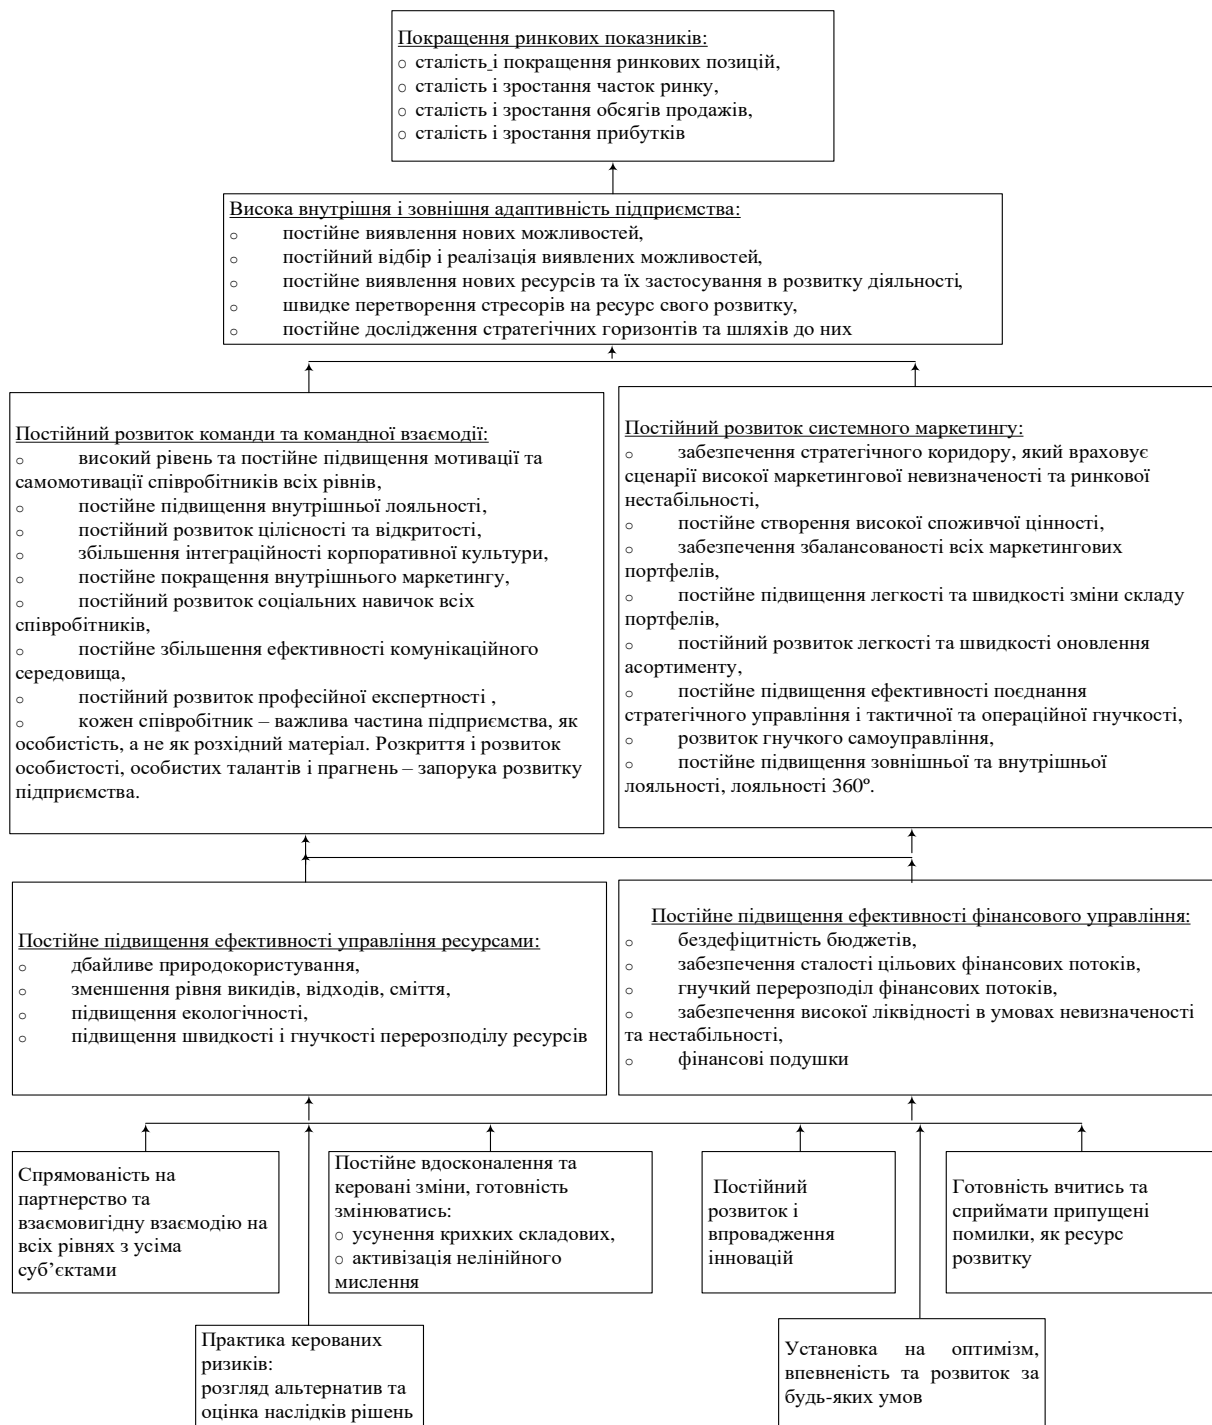 Покращення ринкових показників:
○ сталість і покращення ринкових позицій,
○ сталість і зростання часток ринку,
○ сталість і зростання обсягів продажів,
○ сталість і зростання прибутків
Висока внутрішня і зовнішня адаптивність підприємства:
○ постійне виявлення нових можливостей,
○ постійний відбір і реалізація виявлених можливостей,
○ постійне виявлення нових ресурсів та їх застосування в розвитку діяльності,
○ швидке перетворення стресорів на ресурс свого розвитку,
○ постійне дослідження стратегічних горизонтів та шляхів до них
Постійний розвиток команди та командної взаємодії:
○ високий рівень та постійне підвищення мотивації та
самомотивації співробітників всіх рівнів,
○ постійне підвищення внутрішньої лояльності,
○ постійний розвиток цілісності та відкритості,
○ збільшення інтеграційності корпоративної культури,
○ постійне покращення внутрішнього маркетингу,
○ постійний розвиток соціальних навичок всіх
співробітників,
○ постійне збільшення ефективності комунікаційного
середовища,
○ постійний розвиток професійної експертності ,
○ кожен співробітник – важлива частина підприємства, як
особистість, а не як розхідний матеріал. Розкриття і розвиток
особистості, особистих талантів і прагнень – запорука розвитку
підприємства.
Постійний розвиток системного маркетингу:
○ забезпечення стратегічного коридору, який враховує
сценарії високої маркетингової невизначеності та ринкової
нестабільності,
○ постійне створення високої споживчої цінності,
○ забезпечення збалансованості всіх маркетингових
портфелів,
○ постійне підвищення легкості та швидкості зміни складу
портфелів,
○ постійний розвиток легкості та швидкості оновлення
асортименту,
○ постійне підвищення ефективності поєднання
стратегічного управління і тактичної та операційної гнучкості,
○ розвиток гнучкого самоуправління,
○ постійне підвищення зовнішньої та внутрішньої
лояльності, лояльності 360º.
Постійне підвищення ефективності управління ресурсами:
○ дбайливе природокористування,
○ зменшення рівня викидів, відходів, сміття,
○ підвищення екологічності,
○ підвищення швидкості і гнучкості перерозподілу ресурсів
Постійне підвищення ефективності фінансового управління:
○ бездефіцитність бюджетів,
○ забезпечення сталості цільових фінансових потоків,
○ гнучкий перерозподіл фінансових потоків,
○ забезпечення високої ліквідності в умовах невизначеності
та нестабільності,
○ фінансові подушки
Спрямованість на
партнерство та
взаємовигідну взаємодію на
всіх рівнях з усіма
суб’єктами
Постійне вдосконалення та
керовані зміни, готовність
змінюватись:
○ усунення крихких складових,
○ активізація нелінійного
мислення
Постійний
розвиток і
впровадження
інновацій
Готовність вчитись та
сприймати припущені
помилки, як ресурс
розвитку
Практика керованих
ризиків:
розгляд альтернатив та
оцінка наслідків рішень
Установка на оптимізм,
впевненість та розвиток за
будь-яких умов